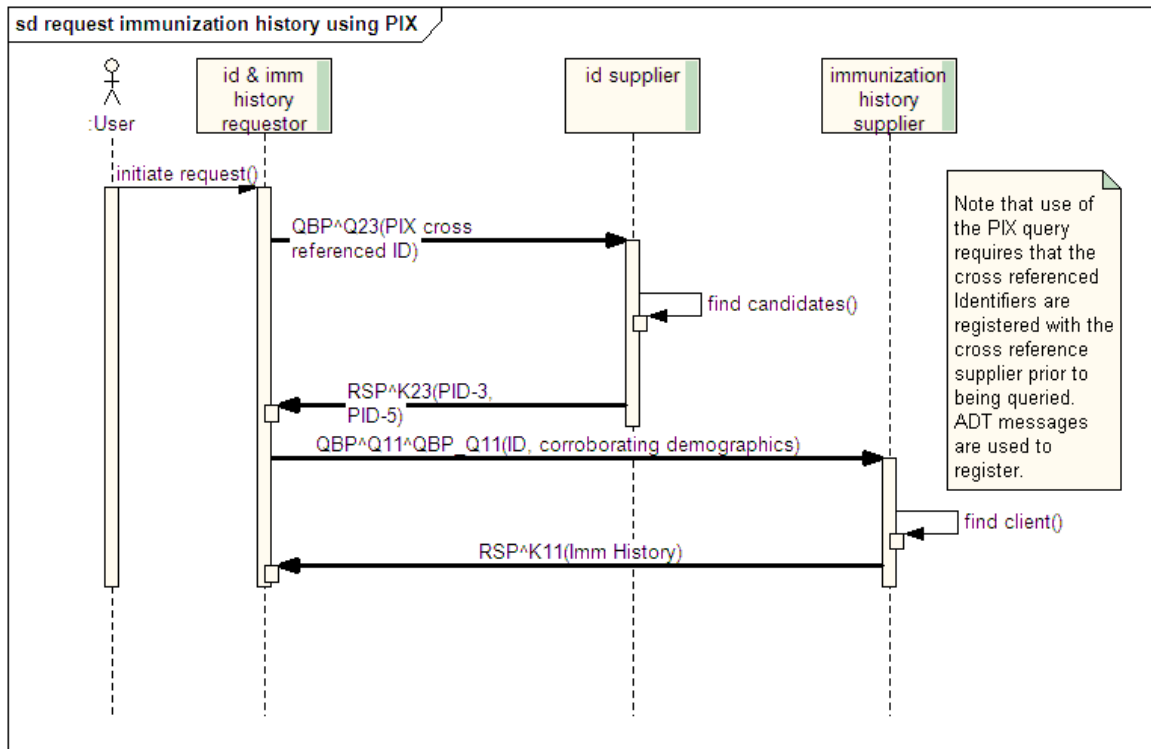 sd request immunization history using PIX
:User
id & imm
history
requestor
id supplier
immunization
history
supplier
initiate request()
QBP^Q23(PIX cross
referenced ID)
find candidates()
RSP^K23(PID-3,
PID-5)
QBP^Q11^QBP_Q11(ID, corroborating demographics)
find client()
RSP^K11(Imm History)
Note that use of
the PIX query
requires that the
cross referenced
Identifiers are
registered with the
cross reference
supplier prior to
being queried.
ADT messages
are used to
register.